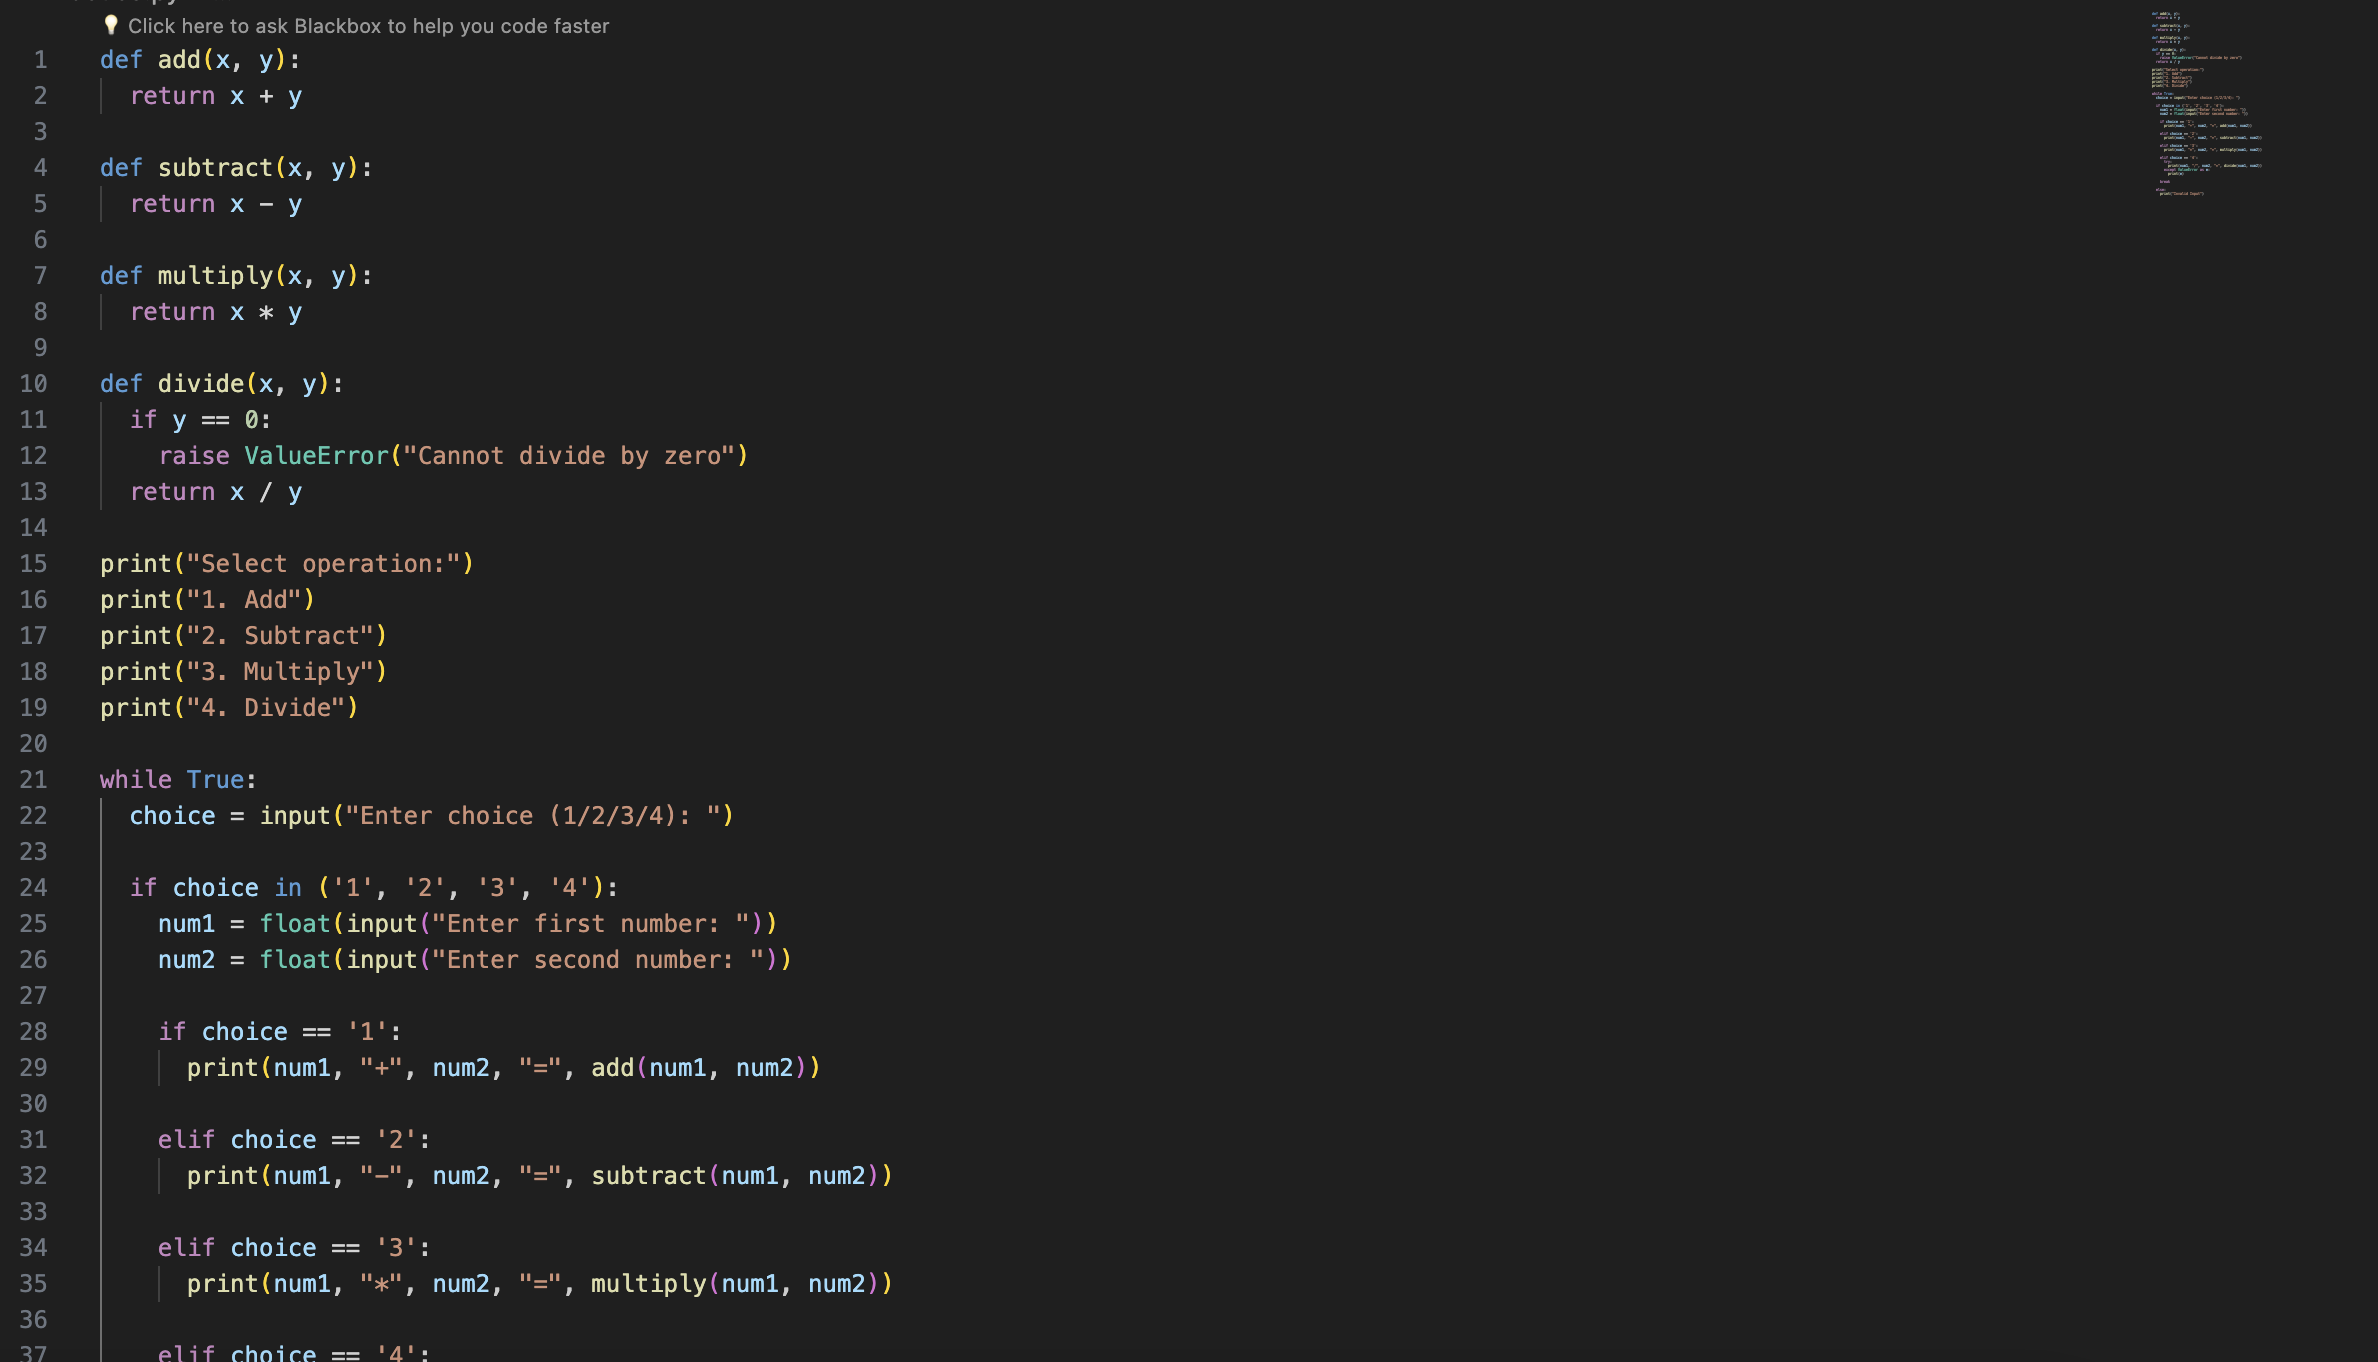 Click here to ask Blackbox to help you code faster
1 def add(x, y):
2   return x + y
3
4 def subtract(x, y):
5   return x - y
6
7 def multiply(x, y):
8   return x * y
9
10 def divide(x, y):
11   if y == 0:
12     raise ValueError("Cannot divide by zero")
13   return x / y
14
15 print("Select operation:")
16 print("1. Add")
17 print("2. Subtract")
18 print("3. Multiply")
19 print("4. Divide")
20
21 while True:
22   choice = input("Enter choice (1/2/3/4): ")
23
24   if choice in ('1', '2', '3', '4'):
25     num1 = float(input("Enter first number: "))
26     num2 = float(input("Enter second number: "))
27
28     if choice == '1':
29       print(num1, "+", num2, "=", add(num1, num2))
30
31     elif choice == '2':
32       print(num1, "-", num2, "=", subtract(num1, num2))
33
34     elif choice == '3':
35       print(num1, "*", num2, "=", multiply(num1, num2))
36
37     elif choice == '4':